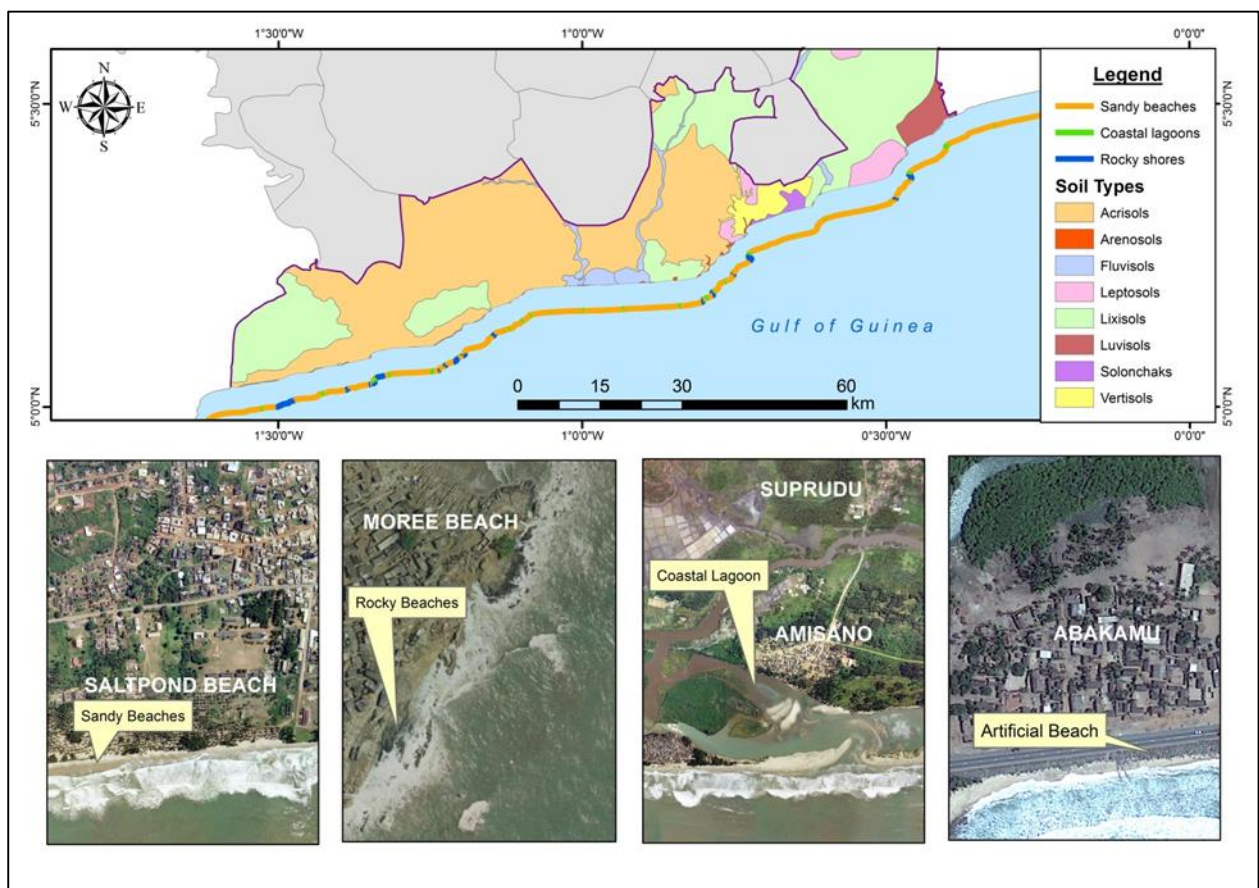 1°30'0"W
1°0'0"W
0°0'0"
N
W
E
S
5°30'0"N
5°30'0"N
5°0'0"N
5°0'0"N
Gulf of Guinea
0
15
30
60
km
1°30'0"W
1°0'0"W
0°30'0"W
0°0'0"
Legend
Sandy beaches
Coastal lagoons
Rocky shores
Soil Types
Acrisols
Arenosols
Fluvisols
Leptosols
Lixisols
Luvisols
Solonchaks
Vertisols
SALTPOND BEACH
Sandy Beaches
MOREE BEACH
Rocky Beaches
SUPRUDU
Coastal Lagoon
AMISANO
ABAKAMU
Artificial Beach